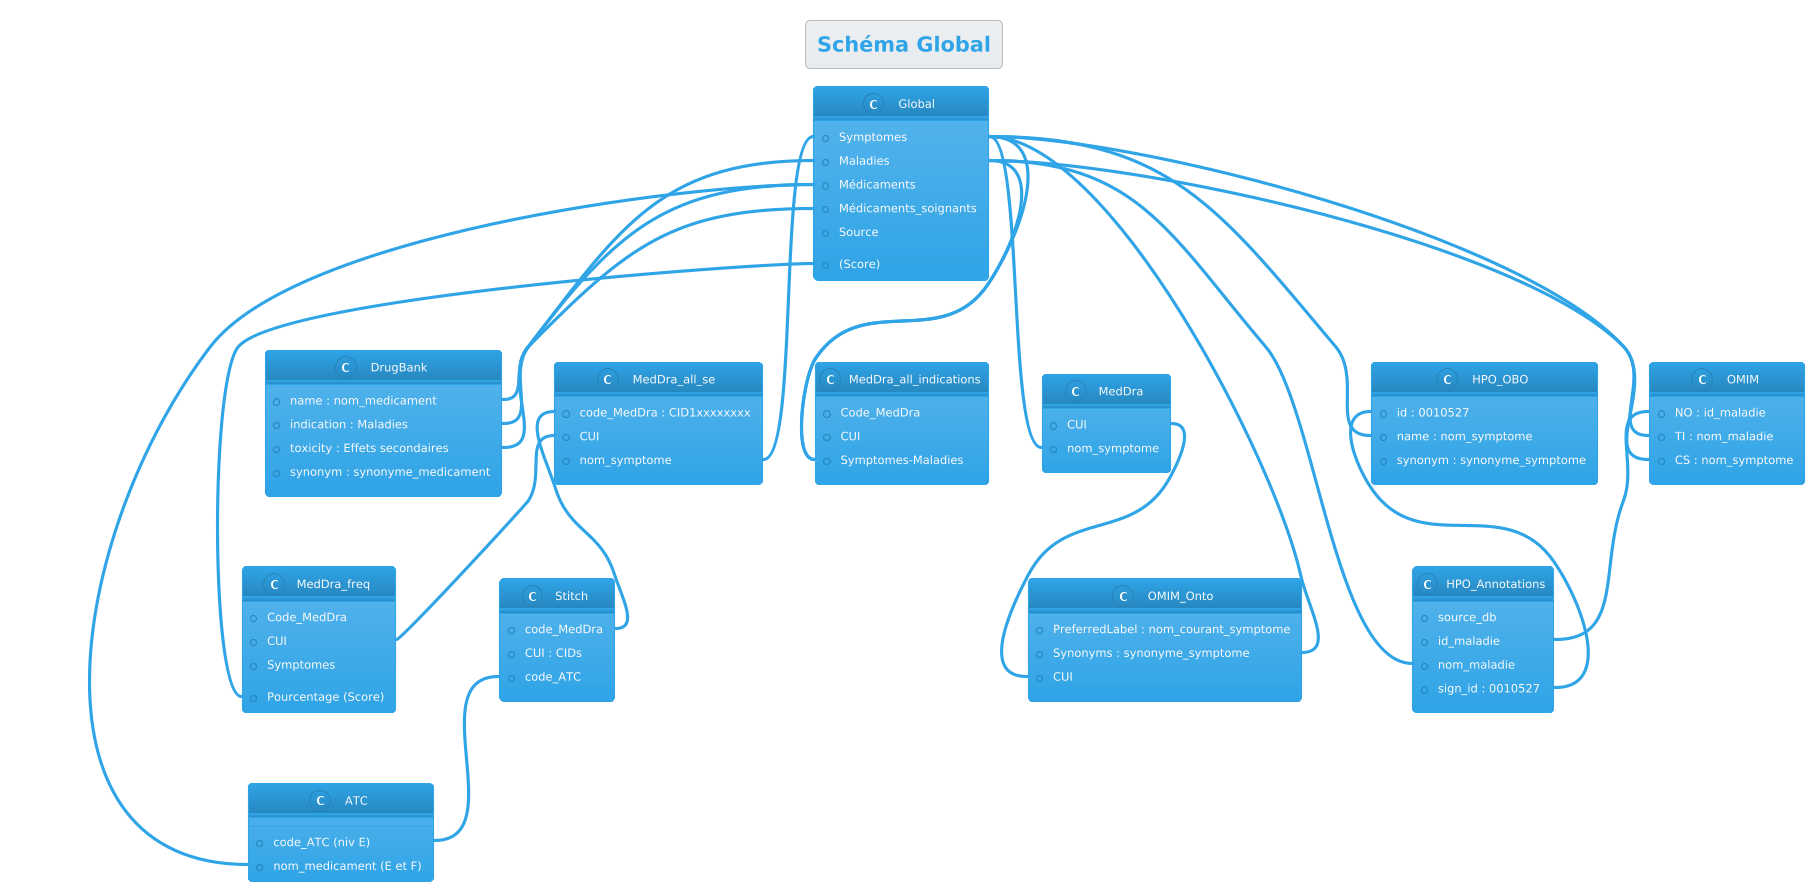 Schéma Global
C Global
Symptomes
Maladies
Médicaments
Médicaments_soignants
Source
(Score)
C DrugBank
name : nom_medicament
indication : Maladies
toxicity : Effets secondaires
synonym : synonyme_medicament
C MedDra_all_se
code_MedDra : CID1xxxxxxxx
CUI
nom_symptome
C MedDra_all_indications
Code_MedDra
CUI
Symptomes-Maladies
C MedDra
CUI
nom_symptome
C HPO_OBO
id : 0010527
name : nom_symptome
synonym : synonyme_symptome
C OMIM
NO : id_maladie
TI : nom_maladie
CS : nom_symptome
C MedDra_freq
Code_MedDra
CUI
Symptomes
Pourcentage (Score)
C Stitch
code_MedDra
CUI : CIDs
code_ATC
C OMIM_Onto
PreferredLabel : nom_courant_symptome
Synonyms : synonyme_symptome
CUI
C HPO_Annotations
source_db
id_maladie
nom_maladie
sign_id : 0010527
C ATC
code_ATC (niv E)
nom_medicament (E et F)